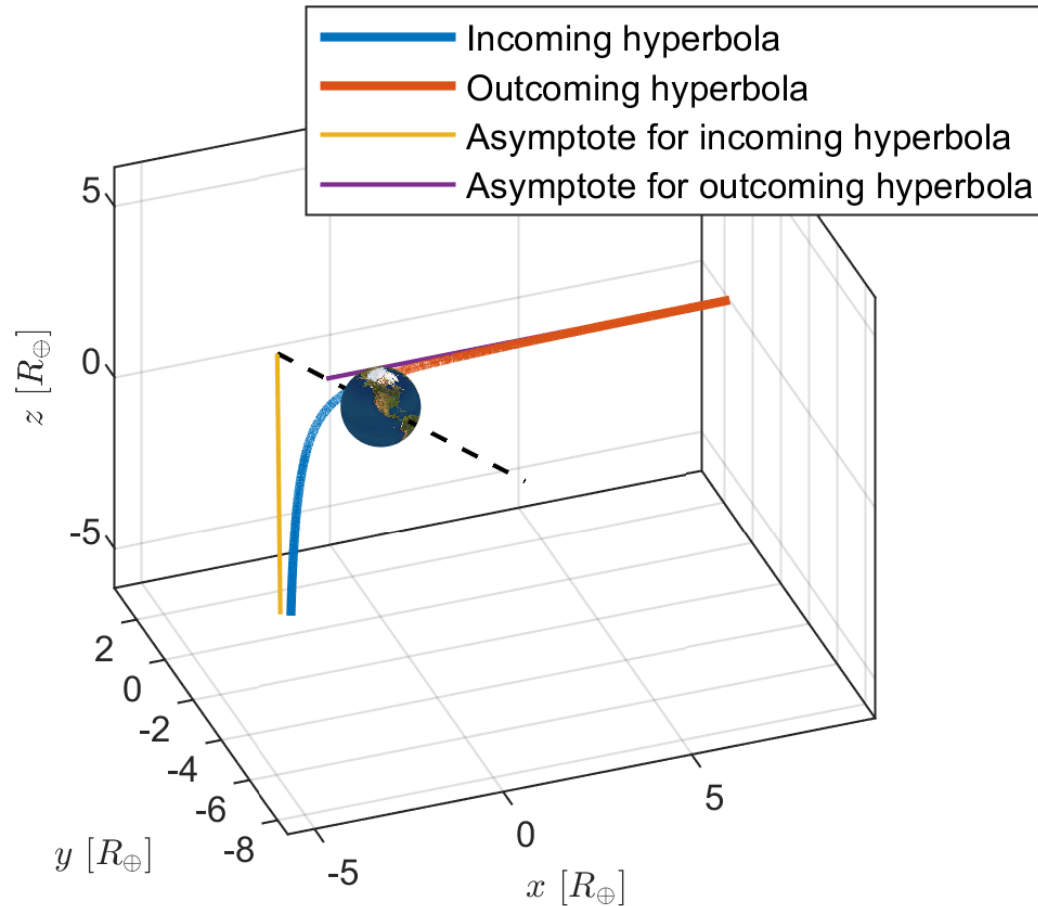 Incoming hyperbola
Outcoming hyperbola
Asymptote for incoming hyperbola
Asymptote for outcoming hyperbola
5
0
-5
z [R⊕]
2
0
-2
-4
-6
-8
y [R⊕]
-5
0
5
x [R⊕]